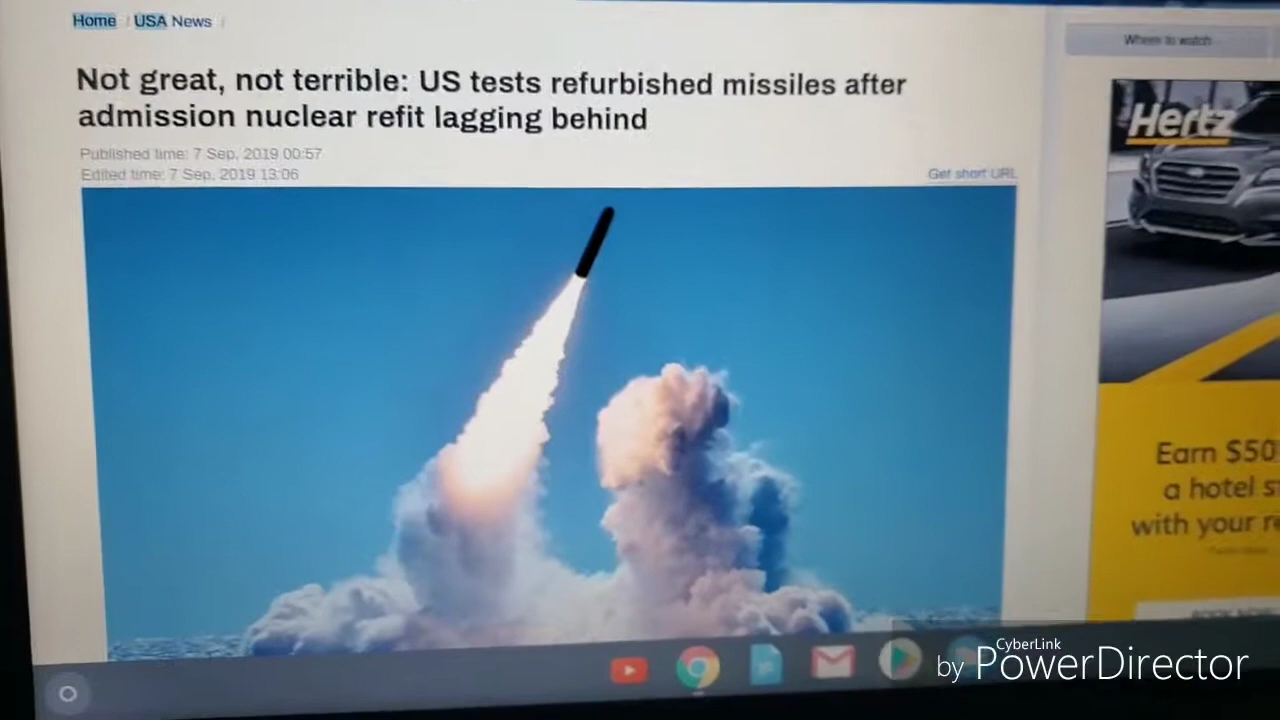 Home / USA News /
Where to watch
Not great, not terrible: US tests refurbished missiles after
admission nuclear refit lagging behind
Published time: 7 Sep, 2019 00:57
Edited time: 7 Sep, 2019 13:06
Get short URL
Hertz
Earn $50
a hotel s
with your r
BOOK NOW
CyberLink
by PowerDirector